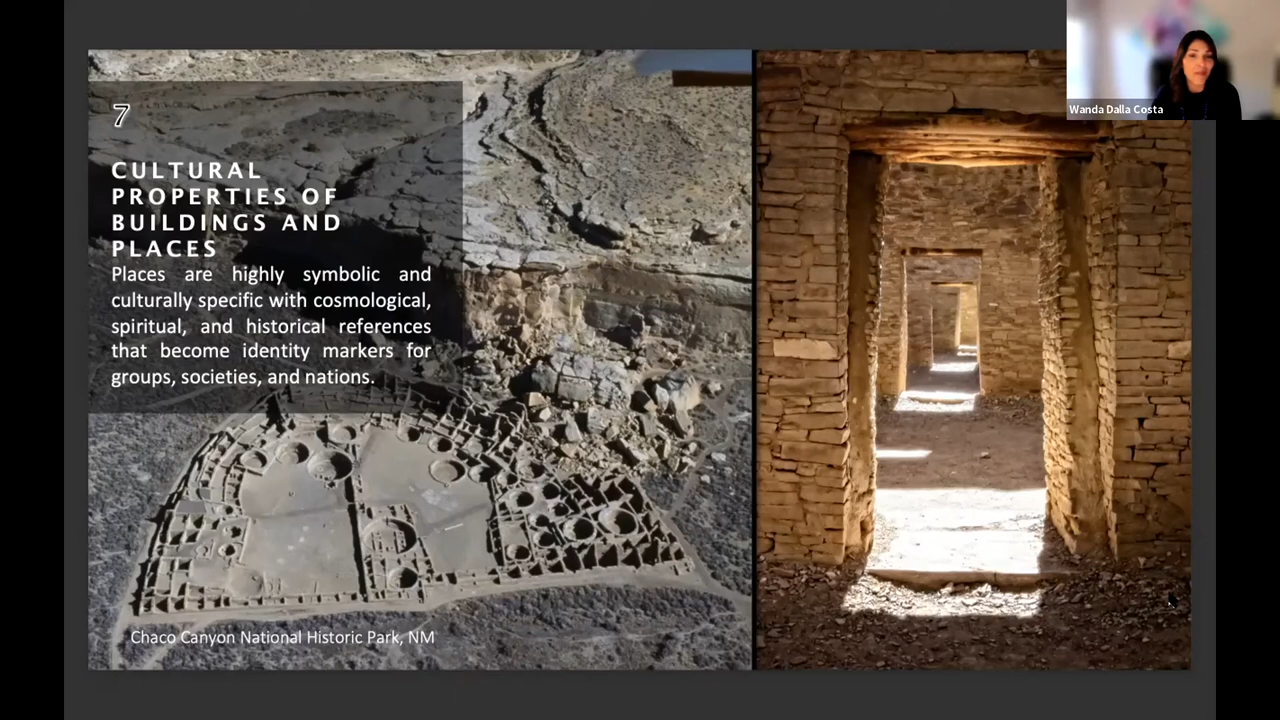 Wanda Dalla Costa
7
CULTURAL
PROPERTIES OF
BUILDINGS AND
PLACES
Places are highly symbolic and
culturally specific with cosmological,
spiritual, and historical references
that become identity markers for
groups, societies, and nations.
Chaco Canyon National Historic Park, NM